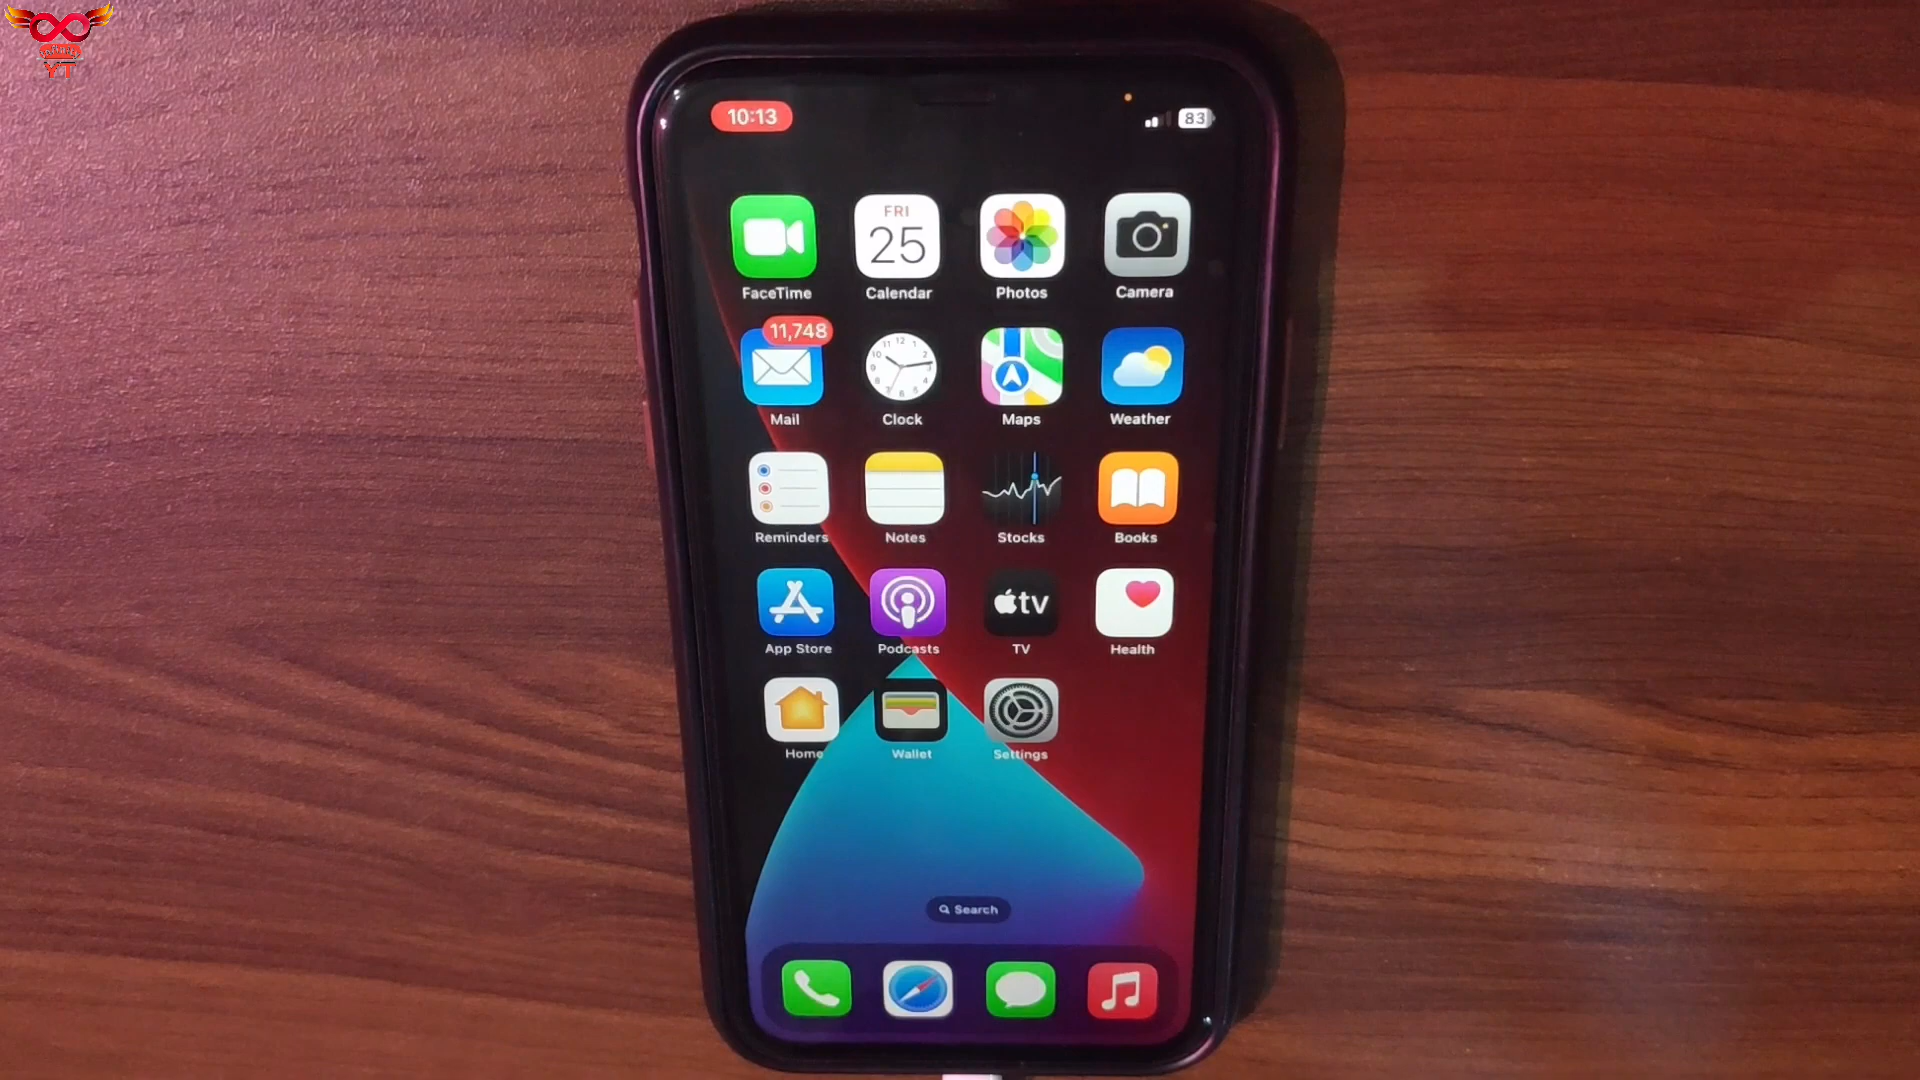 YT
10:13
83
FRI
25
FaceTime
Calendar
Photos
Camera
11,748
Mail
Clock
Maps
Weather
Reminders
Notes
Stocks
Books
tv
App Store
Podcasts
TV
Health
Home
Wallet
Settings
Search